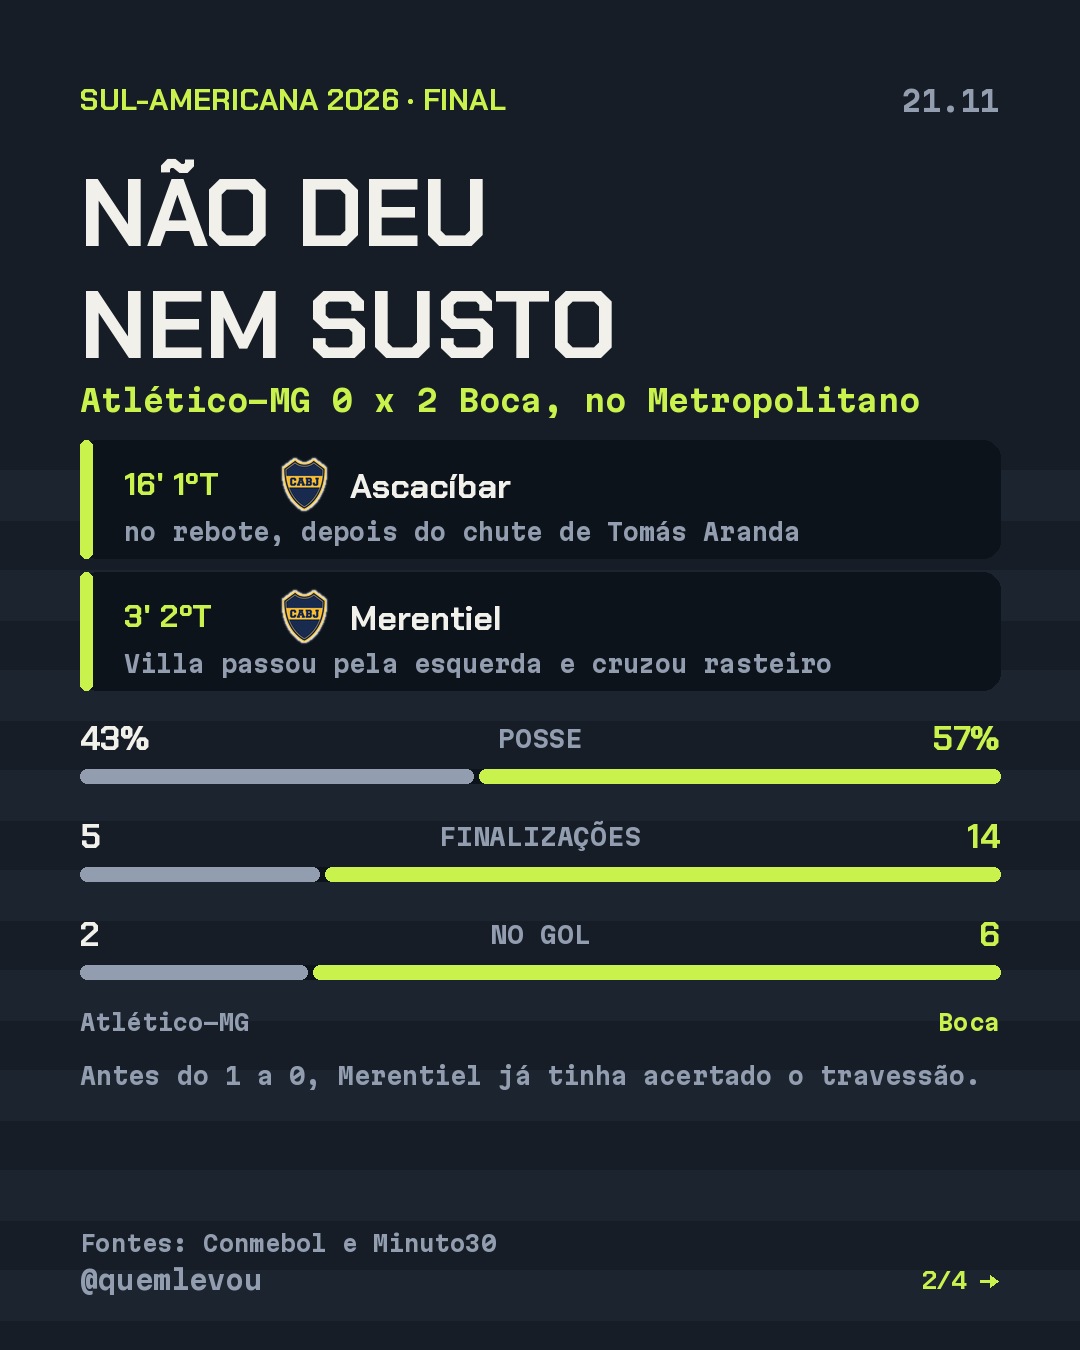 SUL-AMERICANA 2026 · FINAL
21.11
NÃO DEU
NEM SUSTO
Atlético-MG 0 x 2 Boca, no Metropolitano
16' 1ºT CABJ Ascacíbar
no rebote, depois do chute de Tomás Aranda
3' 2ºT CABJ Merentiel
Villa passou pela esquerda e cruzou rasteiro
43% POSSE 57%
5 FINALIZAÇÕES 14
2 NO GOL 6
Atlético-MG Boca
Antes do 1 a 0, Merentiel já tinha acertado o travessão.
Fontes: Conmebol e Minuto30
@quemlevou
2/4 →